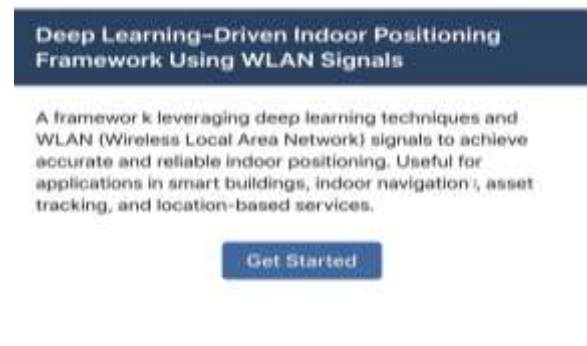 Deep Learning-Driven Indoor Positioning
Framework Using WLAN Signals
A framewor k leveraging deep learning techniques and
WLAN (Wireless Local Area Network) signals to achieve
accurate and reliable indoor positioning. Useful for
applications in smart buildings, indoor navigation, asset
tracking, and location-based services.
Get Started